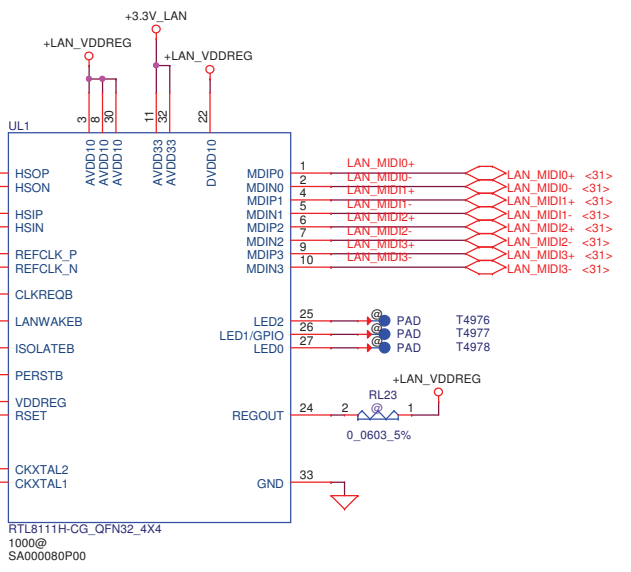 +3.3V_LAN
+LAN_VDDREG
+LAN_VDDREG
3
8
30
11
32
22
UL1
AVDD10
AVDD10
AVDD10
AVDD33
AVDD33
DVDD10
HSOP
HSON
HSIP
HSIN
REFCLK_P
REFCLK_N
CLKREQB
LANWAKEB
ISOLATEB
PERSTB
VDDREG
RSET
CKXTAL2
CKXTAL1
MDIP0 1 LAN_MIDI0+ LAN_MIDI0+ <31>
MDIN0 2 LAN_MIDI0- LAN_MIDI0- <31>
MDIP1 4 LAN_MIDI1+ LAN_MIDI1+ <31>
MDIN1 5 LAN_MIDI1- LAN_MIDI1- <31>
MDIP2 6 LAN_MIDI2+ LAN_MIDI2+ <31>
MDIN2 7 LAN_MIDI2- LAN_MIDI2- <31>
MDIP3 9 LAN_MIDI3+ LAN_MIDI3+ <31>
MDIN3 10 LAN_MIDI3- LAN_MIDI3- <31>
LED2 25 @ PAD T4976
LED1/GPIO 26 @ PAD T4977
LED0 27 @ PAD T4978
+LAN_VDDREG
RL23
@
REGOUT 24 2 1
0_0603_5%
GND 33
RTL8111H-CG_QFN32_4X4
1000@
SA000080P00